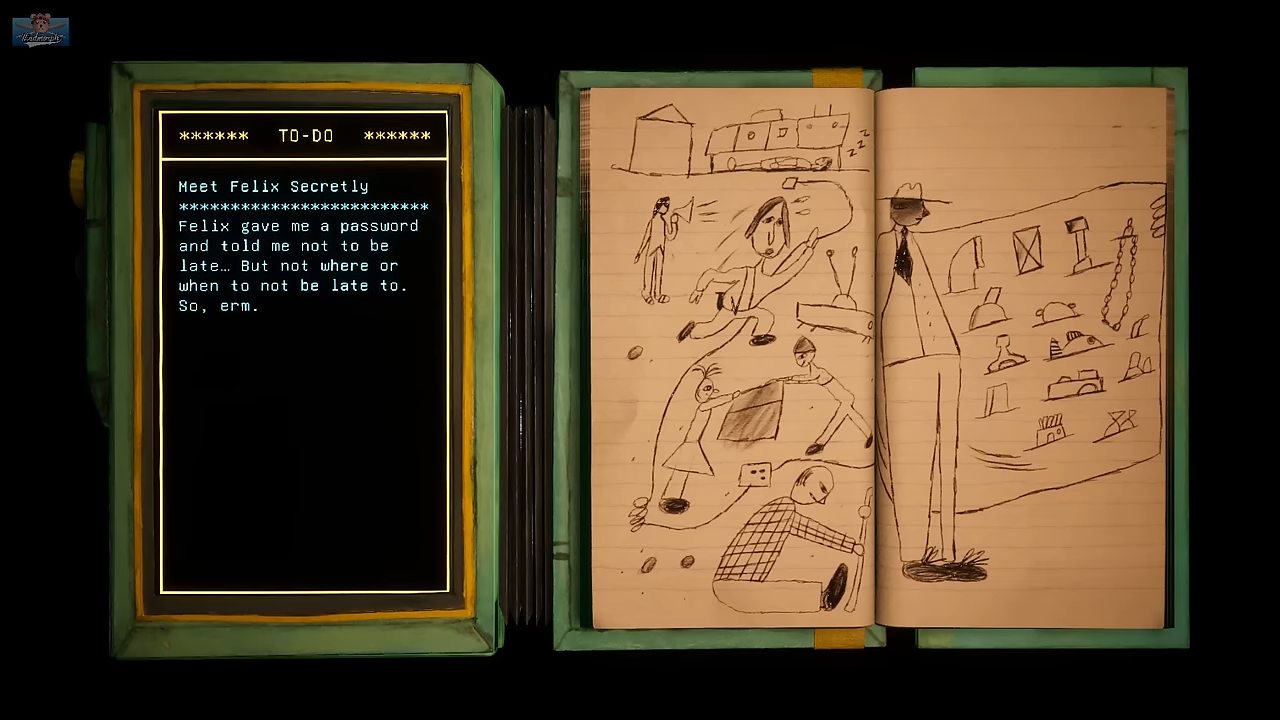 Madmorph
****** TO-DO ******
Meet Felix Secretly
*************************
Felix gave me a password
and told me not to be
late… But not where or
when to not be late to.
So, erm.
z
z
z z